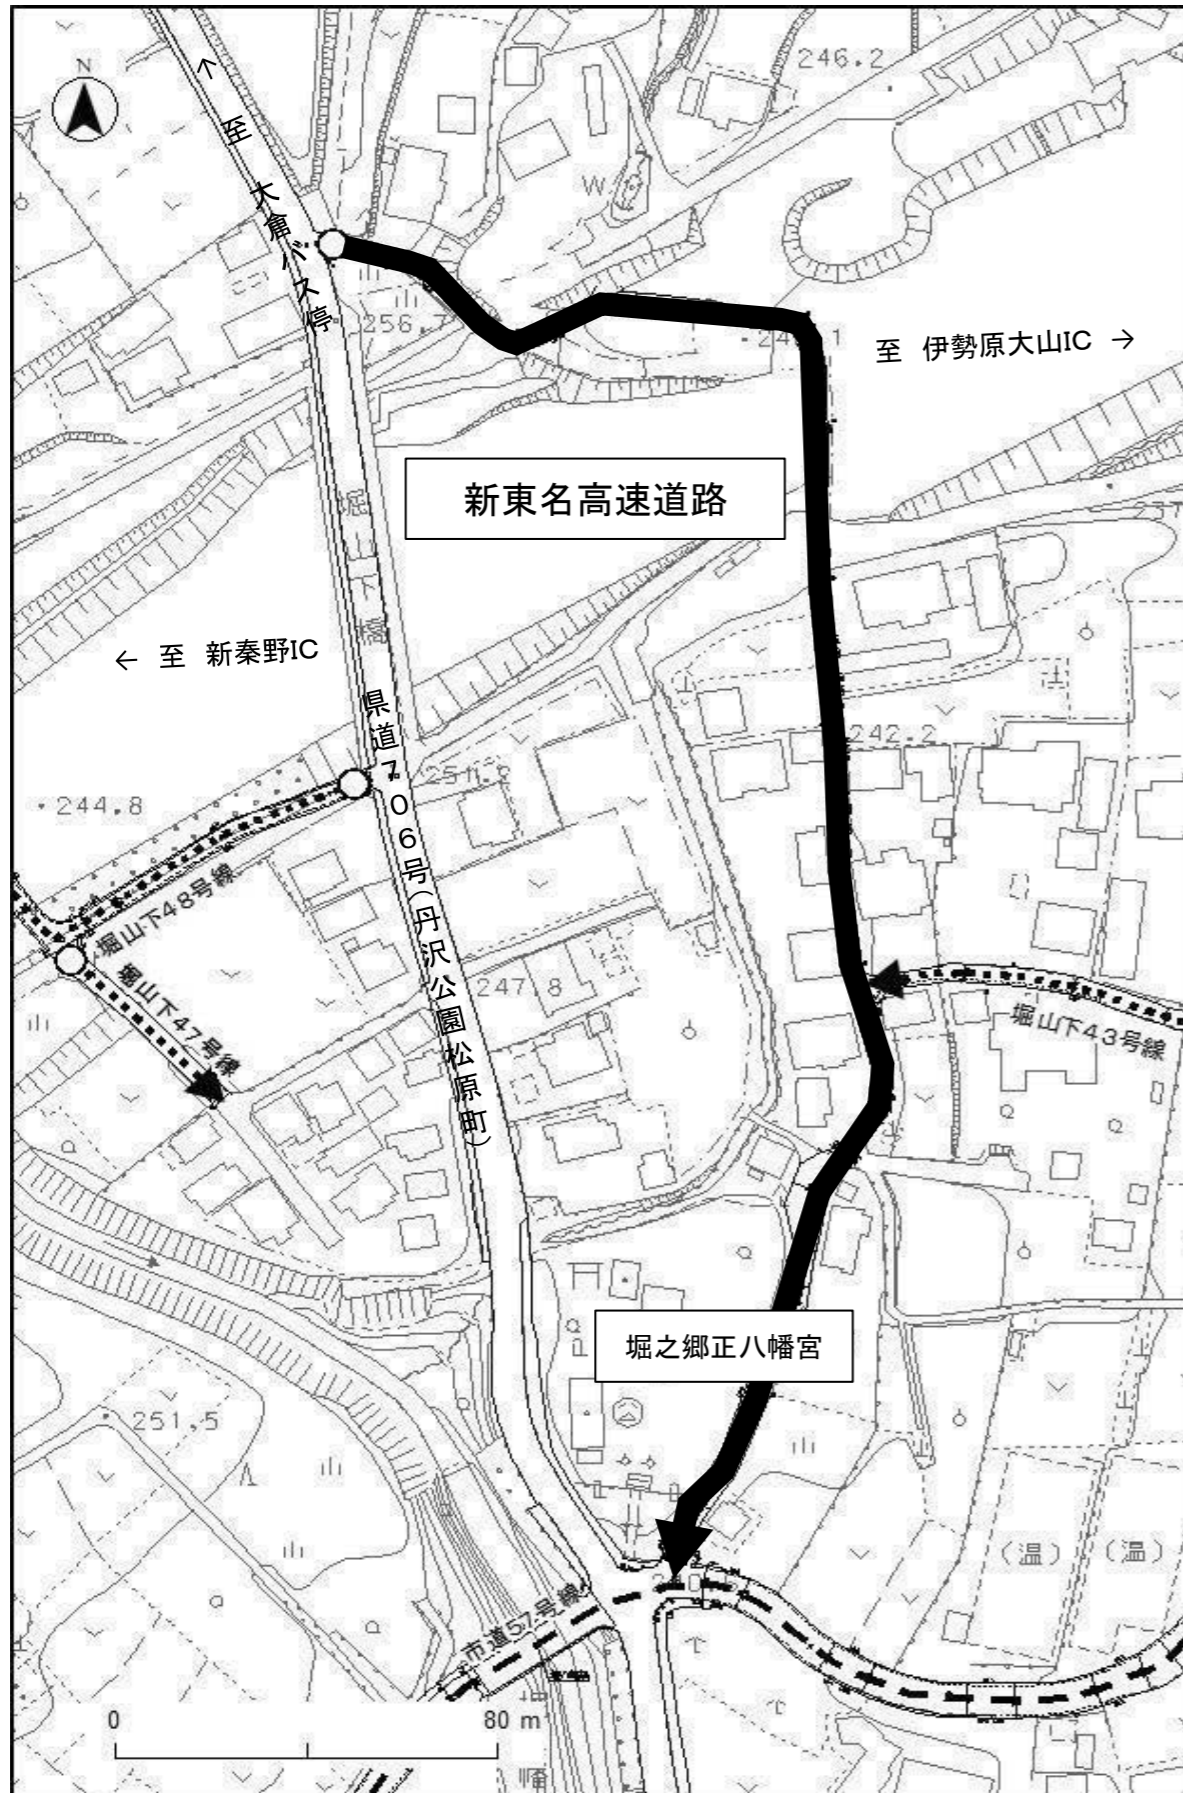 N
246.2
↑ 至 大倉バス停
256.7
至 伊勢原大山IC →
新東名高速道路
堀山下橋
← 至 新秦野IC
242.2
県道706号(丹沢公園松原町)
244.8
堀山下48号線
堀山下47号線
247.8
堀山下43号線
堀之郷正八幡宮
251.5
(温)
(温)
市道57号線
0
80 m
W